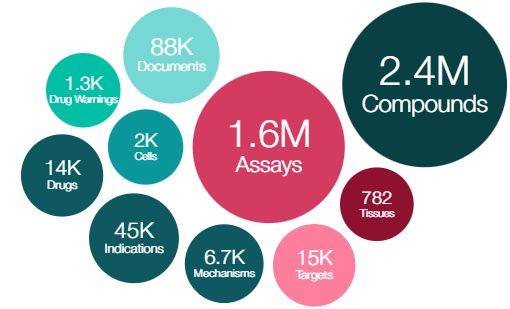 88K
Documents
2.4M
Compounds
1.3K
Drug Warnings
2K
Cells
1.6M
Assays
14K
Drugs
782
Tissues
45K
Indications
6.7K
Mechanisms
15K
Targets